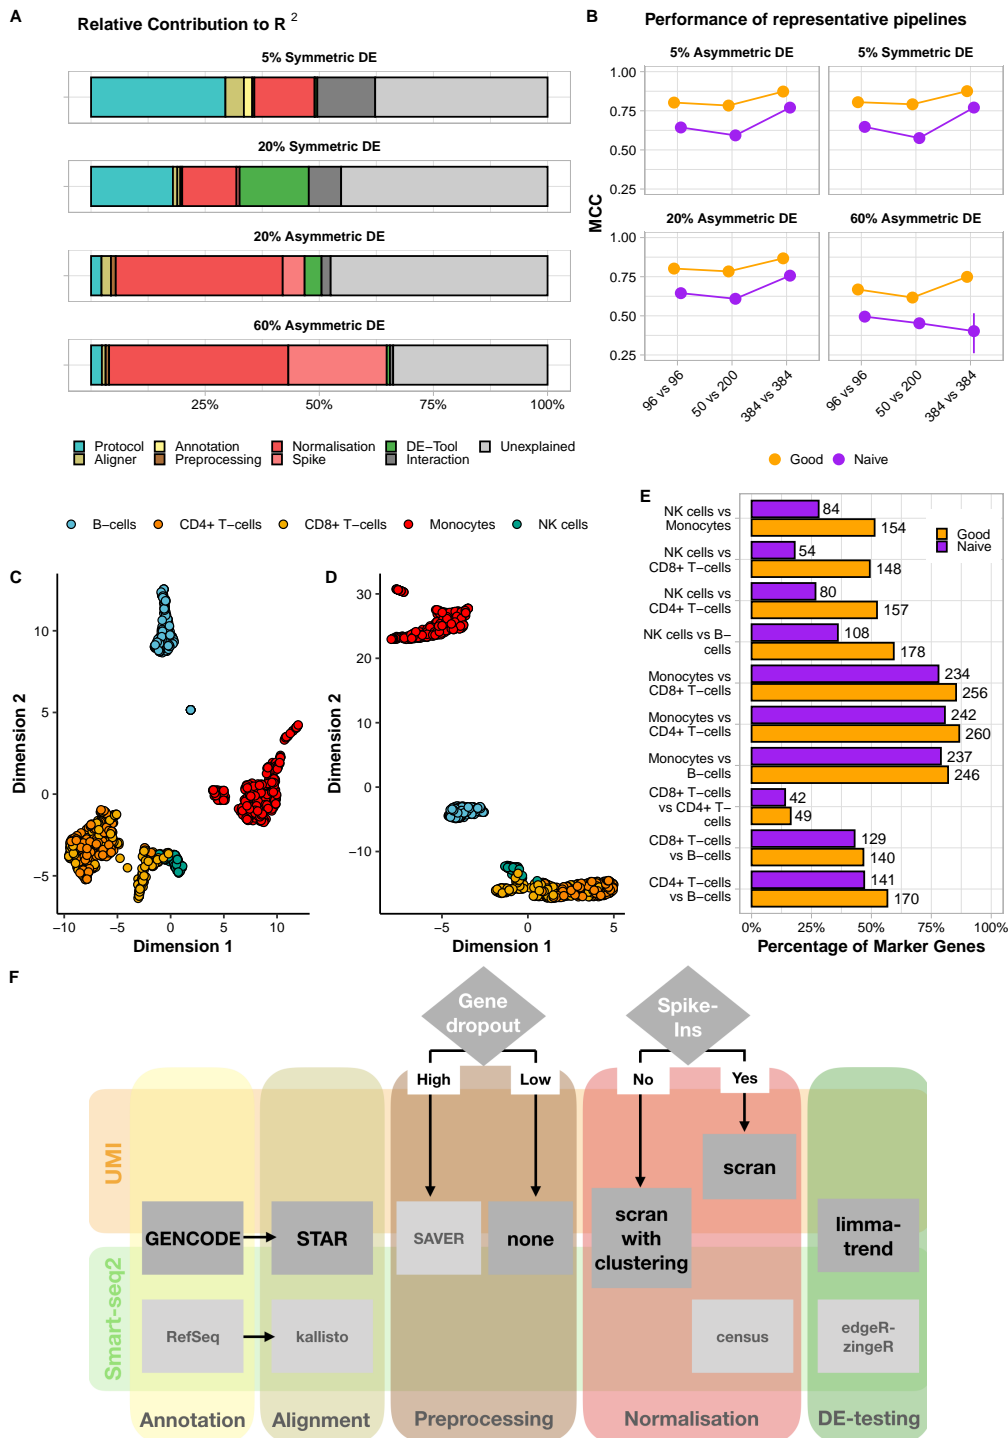 A
Relative Contribution to R 2
5% Symmetric DE
20% Symmetric DE
20% Asymmetric DE
60% Asymmetric DE
25% 50% 75% 100%
Protocol Annotation Normalisation DE−Tool Unexplained
Aligner Preprocessing Spike Interaction
B
Performance of representative pipelines
5% Asymmetric DE 5% Symmetric DE
1.00
0.75
0.50
0.25
20% Asymmetric DE 60% Symmetric DE
1.00
0.75
0.50
0.25
MCC
96 vs 96 50 vs 200 384 vs 384 96 vs 96 50 vs 200 384 vs 384
Good Naive
B−cells CD4+ T−cells CD8+ T−cells Monocytes NK cells
C
10
5
0
−5
Dimension 2
−10 −5 0 5 10
Dimension 1
D
30
20
10
0
−10
Dimension 2
−5 0 5
Dimension 1
E
NK cells vs
Monocytes
84
154
NK cells vs
CD8+ T−cells
54
148
NK cells vs
CD4+ T−cells
80
157
NK cells vs B−
cells
108
178
Monocytes vs
CD8+ T−cells
234
256
Monocytes vs
CD4+ T−cells
242
260
Monocytes vs
B−cells
237
246
CD8+ T−cells
vs CD4+ T−
cells
42
49
CD8+ T−cells
vs B−cells
129
140
CD4+ T−cells
vs B−cells
141
170
Good
Naive
0% 25% 50% 75% 100%
Percentage of Marker Genes
F
Gene
dropout
Spike-
Ins
High Low No Yes
UMI
scran
GENCODE STAR SAVER none
scran
with
clustering
limma-
trend
Smart-seq2
RefSeq kallisto census
edgeR-
zingeR
Annotation Alignment Preprocessing Normalisation DE-testing